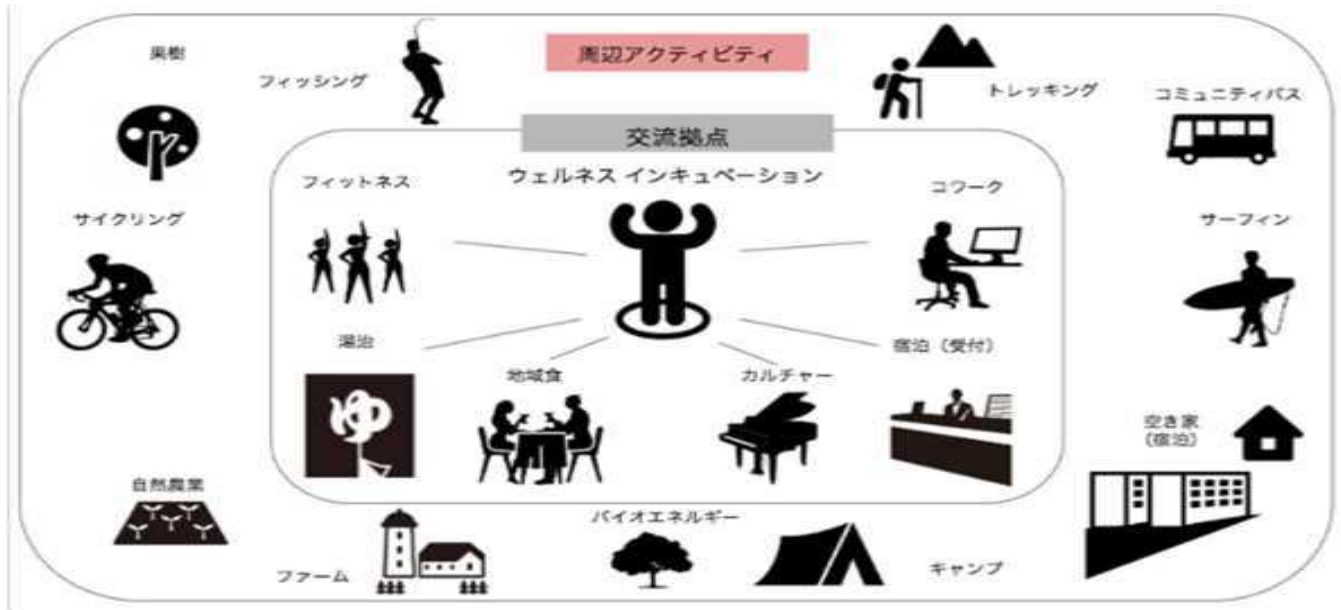 果樹
フィッシング
周辺アクティビティ
トレッキング
コミュニティバス
交流拠点
ウェルネス インキュベーション
フィットネス
コワーク
サイクリング
サーフィン
湯治
宿泊（受付）
地域食
カルチャー
ゆ
空き家
（宿泊）
自然農業
バイオエネルギー
ファーム
キャンプ